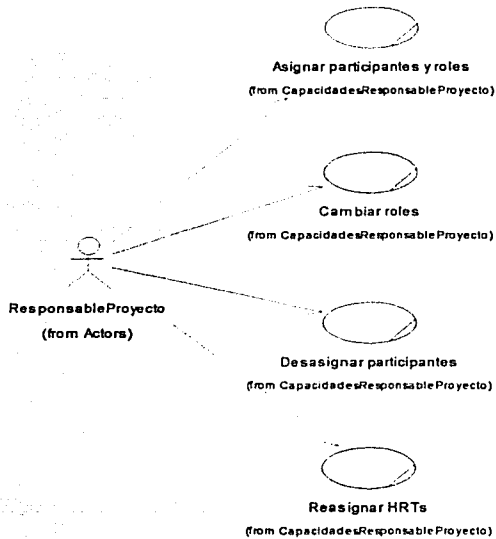 Asignar participantes y roles
(from CapacidadesResponsableProyecto)
Cambiar roles
(from CapacidadesResponsableProyecto)
ResponsableProyecto
(from Actors)
Desasignar participantes
(from CapacidadesResponsableProyecto)
Reasignar HRTs
(from CapacidadesResponsableProyecto)